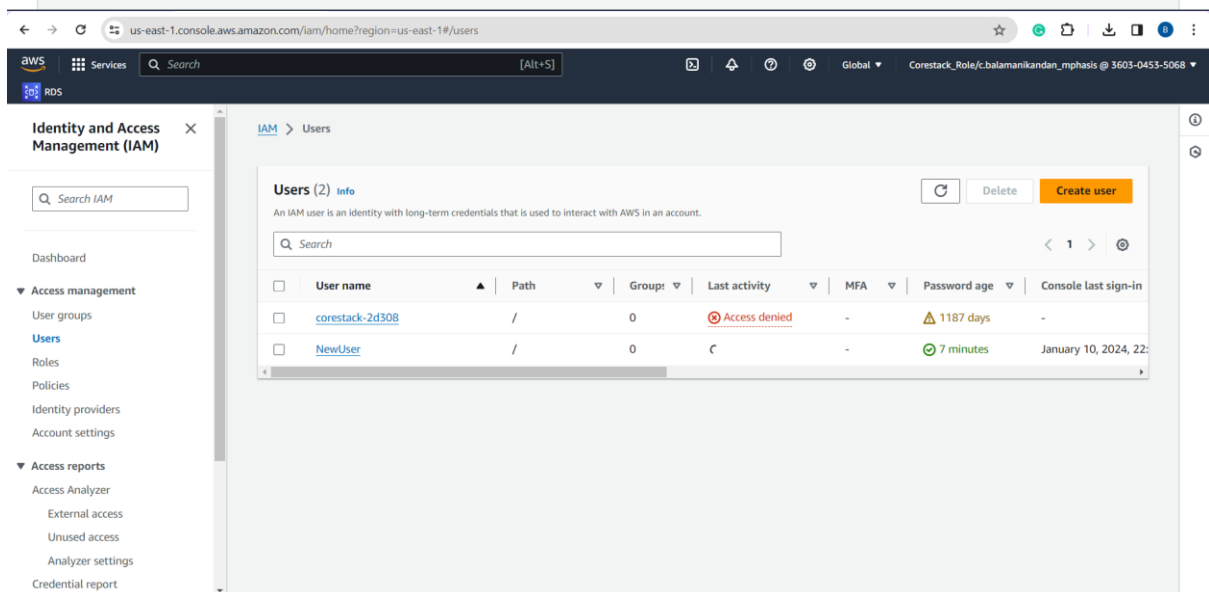 us-east-1.console.aws.amazon.com/iam/home?region=us-east-1#/users
B
aws
Services
Search
[Alt+S]
Global
Corestack_Role/c.balamanikandan_mphasis @ 3603-0453-5068
RDS
Identity and Access Management (IAM)
Search IAM
Dashboard
Access management
User groups
Users
Roles
Policies
Identity providers
Account settings
Access reports
Access Analyzer
External access
Unused access
Analyzer settings
Credential report
IAM > Users
Users (2) Info
Delete
Create user
An IAM user is an identity with long-term credentials that is used to interact with AWS in an account.
Search
1
User name Path Group: Last activity MFA Password age Console last sign-in
corestack-2d308 / 0 Access denied - 1187 days -
NewUser / 0 - 7 minutes January 10, 2024, 22: